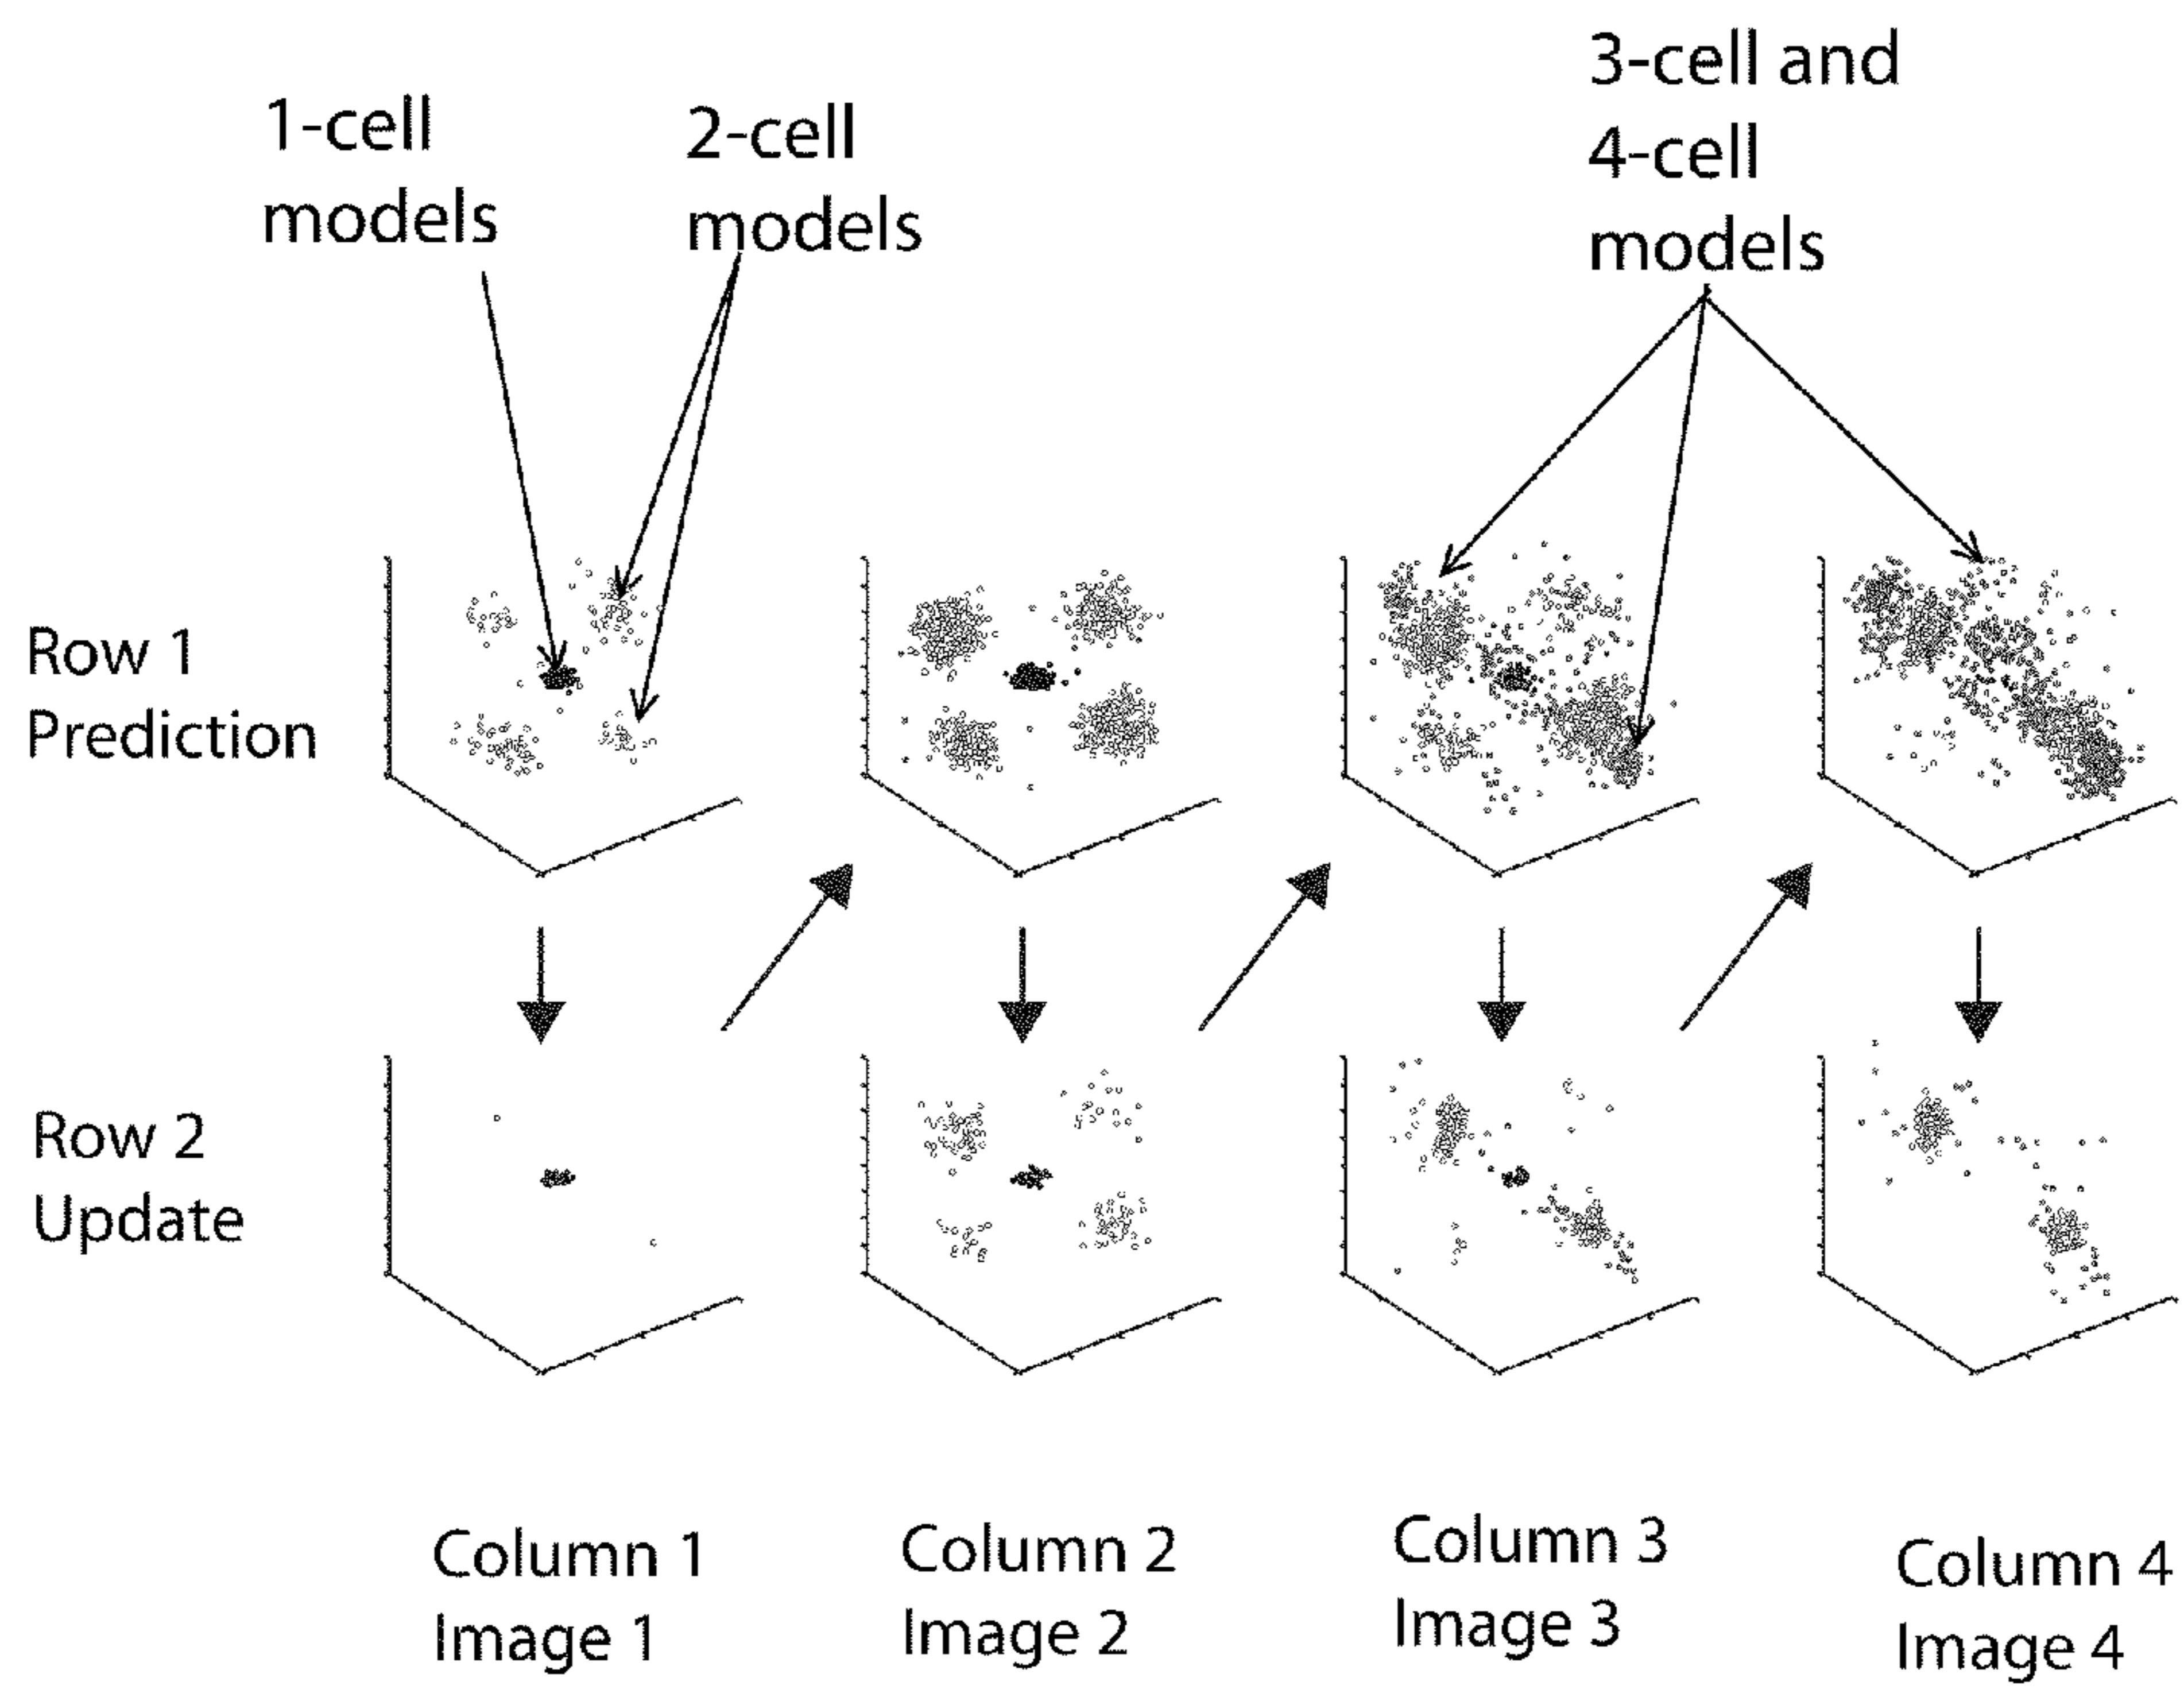 1-cell
models
2-cell
models
3-cell and
4-cell
models
Row 1
Prediction
Row 2
Update
Column 1
Image 1
Column 2
Image 2
Column 3
Image 3
Column 4
Image 4